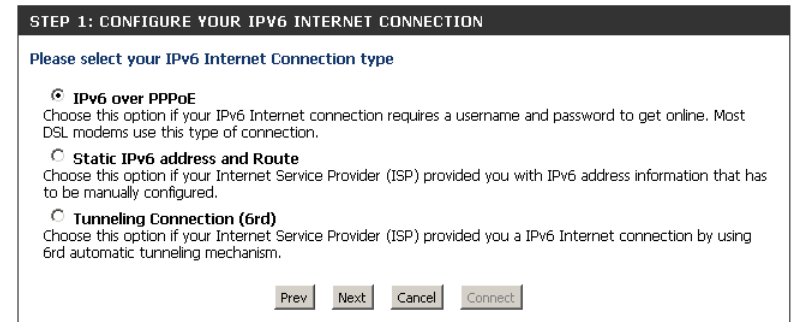 STEP 1: CONFIGURE YOUR IPV6 INTERNET CONNECTION
Please select your IPv6 Internet Connection type
IPv6 over PPPoE
Choose this option if your IPv6 Internet connection requires a username and password to get online. Most
DSL modems use this type of connection.
Static IPv6 address and Route
Choose this option if your Internet Service Provider (ISP) provided you with IPv6 address information that has
to be manually configured.
Tunneling Connection (6rd)
Choose this option if your Internet Service Provider (ISP) provided you a IPv6 Internet connection by using
6rd automatic tunneling mechanism.
Prev Next Cancel Connect